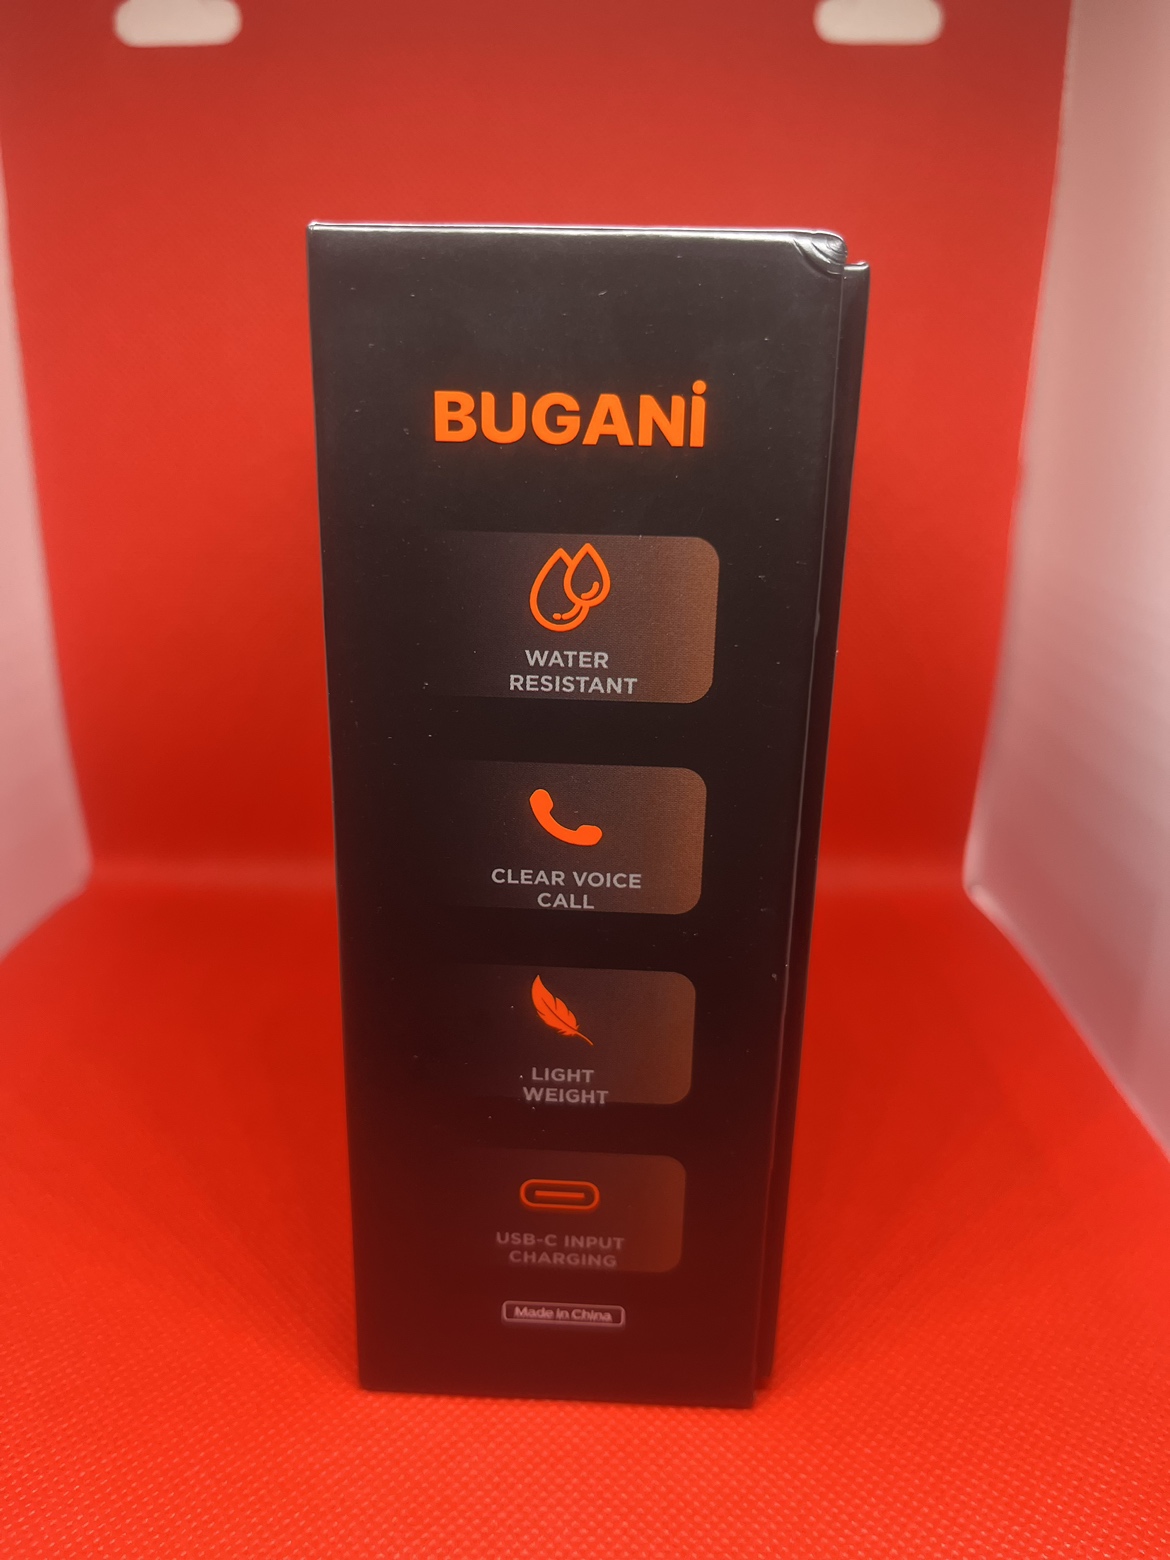 BUGANi
WATER
RESISTANT
CLEAR VOICE
CALL
LIGHT
WEIGHT
USB-C INPUT
CHARGING
Made in China